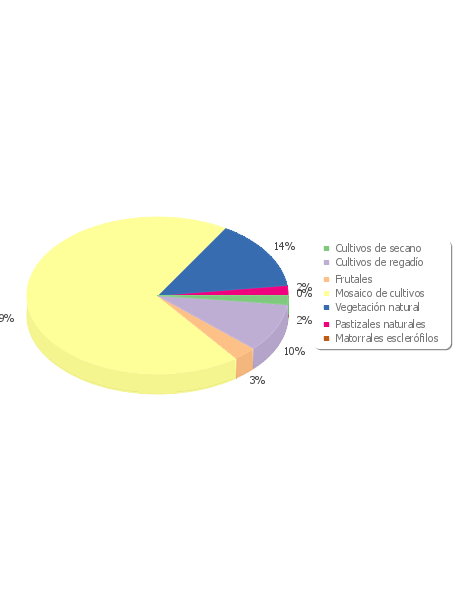 14%
2%
0%
9%
2%
10%
3%
Cultivos de secano
Cultivos de regadío
Frutales
Mosaico de cultivos
Vegetación natural
Pastizales naturales
Matorrales esclerófilos